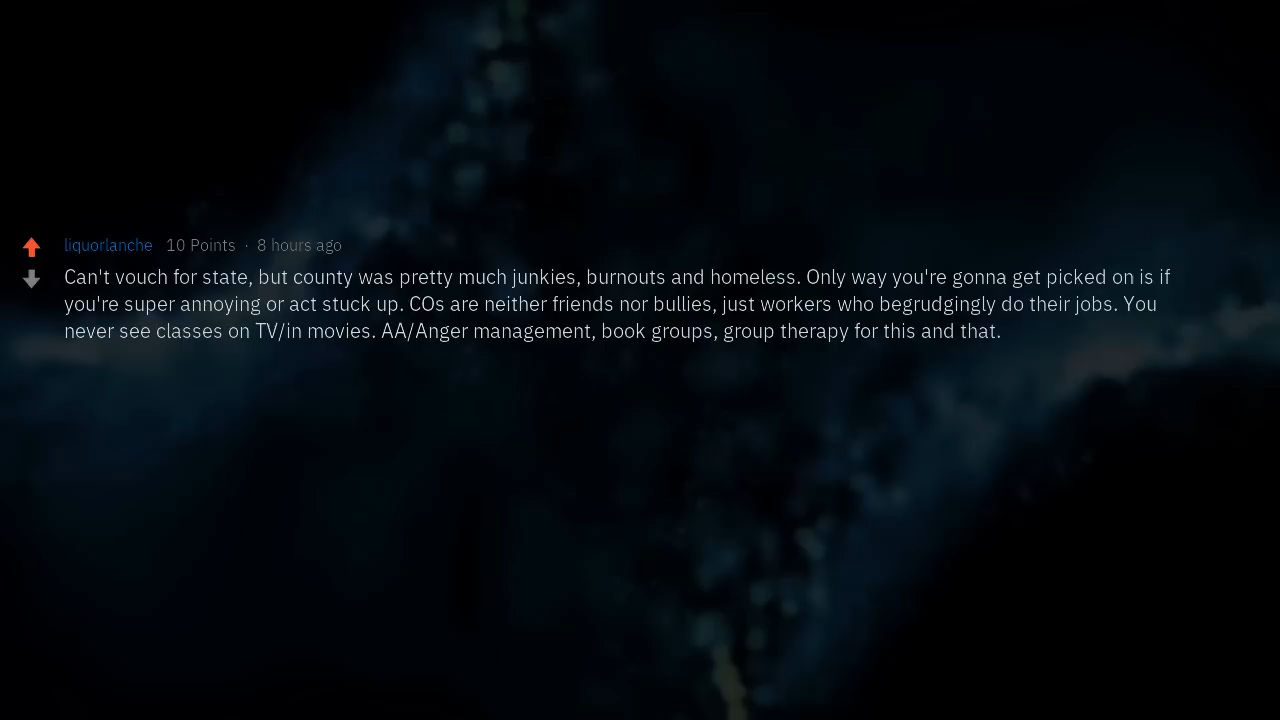 liquorlanche 10 Points · 8 hours ago
Can't vouch for state, but county was pretty much junkies, burnouts and homeless. Only way you're gonna get picked on is if
you're super annoying or act stuck up. COs are neither friends nor bullies, just workers who begrudgingly do their jobs. You
never see classes on TV/in movies. AA/Anger management, book groups, group therapy for this and that.